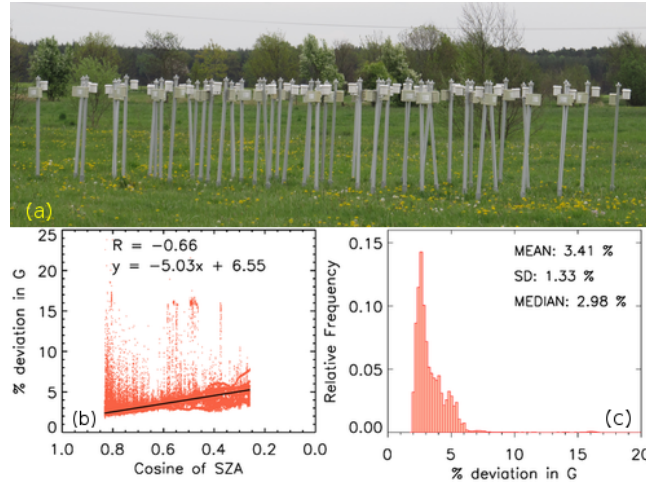 (a)
R = −0.66
y = −5.03x + 6.55
% deviation in G
25
20
15
10
5
0
(b)
1.0 0.8 0.6 0.4 0.2 0.0
Cosine of SZA
MEAN: 3.41 %
SD: 1.33 %
MEDIAN: 2.98 %
Relative Frequency
0.15
0.10
0.05
0.00
(c)
0 5 10 15 20
% deviation in G